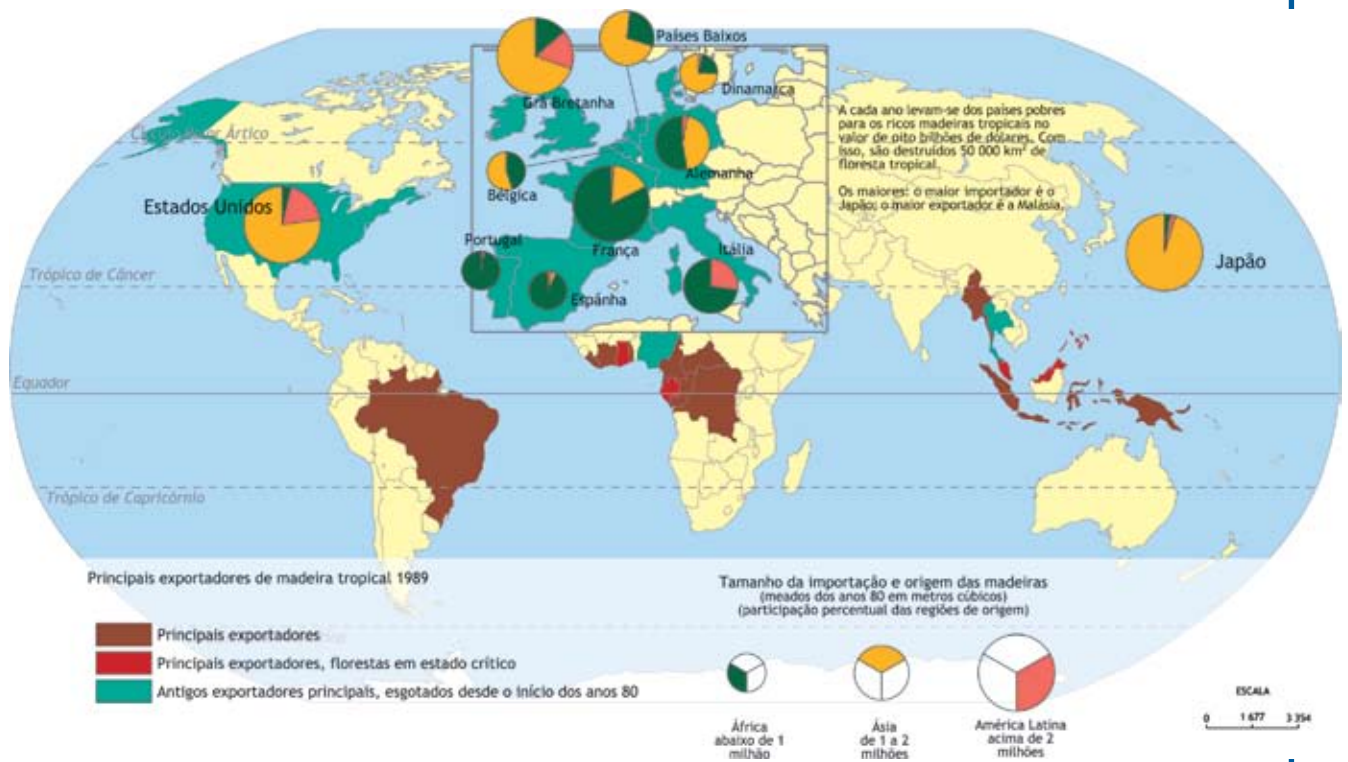 Países Baixos
Dinamarca
Grã Bretanha
Círculo Polar Ártico
A cada ano levam-se dos países pobres
para os ricos madeiras tropicais no
valor de oito bilhões de dólares. Com
isso, são destruídos 50 000 km² de
floresta tropical.
Os maiores: o maior importador é o
Japão; o maior exportador é a Malásia.
Alemanha
Bélgica
Estados Unidos
Portugal
França
Itália
Japão
Trópico de Câncer
Espanha
Equador
Trópico de Capricórnio
Principais exportadores de madeira tropical 1989
Principais exportadores
Principais exportadores, florestas em estado crítico
Antigos exportadores principais, esgotados desde o início dos anos 80
Tamanho da importação e origem das madeiras
(meados dos anos 80 em metros cúbicos)
(participação percentual das regiões de origem)
África
abaixo de 1
milhão
Ásia
de 1 a 2
milhões
América Latina
acima de 2
milhões
ESCALA
0 1 677 3 354